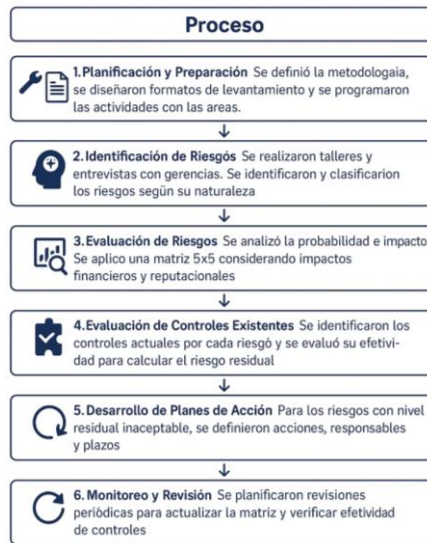 Proceso
1.Planificación y Preparación Se definió la metodologaia,
se diseñaron formatos de levantamiento y se programaron
las actividades con las areas.
2.Identificación de Riesgós Se realizaron talleres y
entrevistas con gerencias. Se identificaron y clasificarion
los riesgos según su naturaleza
3.Evaluación de Riesgos Se analizó la probabilidad e impacto
Se aplico una matriz 5x5 considerando impactos
financieros y reputacionales
4.Evaluación de Controles Existentes Se identificaron los
controles actuales por cada riesgó y se evaluó su efetivi-
dad para calcular el riesgo residual
5. Desarrollo de Planes de Acción Para los riesgos con nivel
residual inaceptable, se definieron acciones, responsables
y plazos
6. Monitoreo y Revisión Se planificaron revisiones
periòdicas para actualizar la matriz y verificar efetividad
de controles